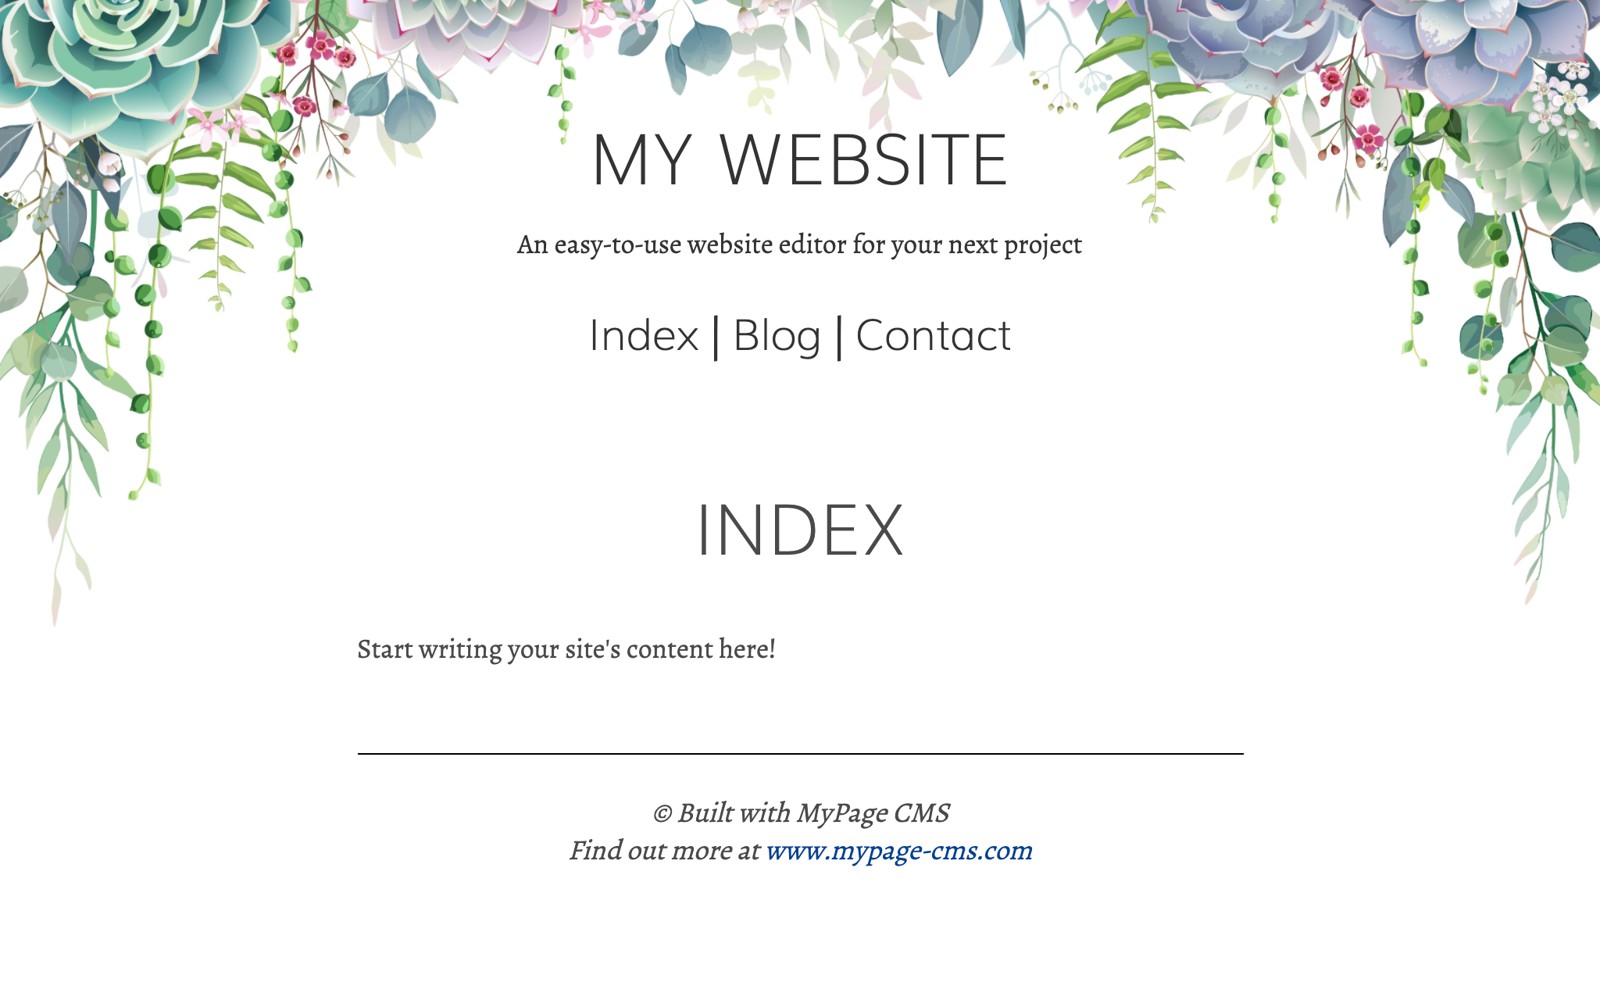 MY WEBSITE
An easy-to-use website editor for your next project
Index | Blog | Contact
INDEX
Start writing your site's content here!
© Built with MyPage CMS
Find out more at www.mypage-cms.com